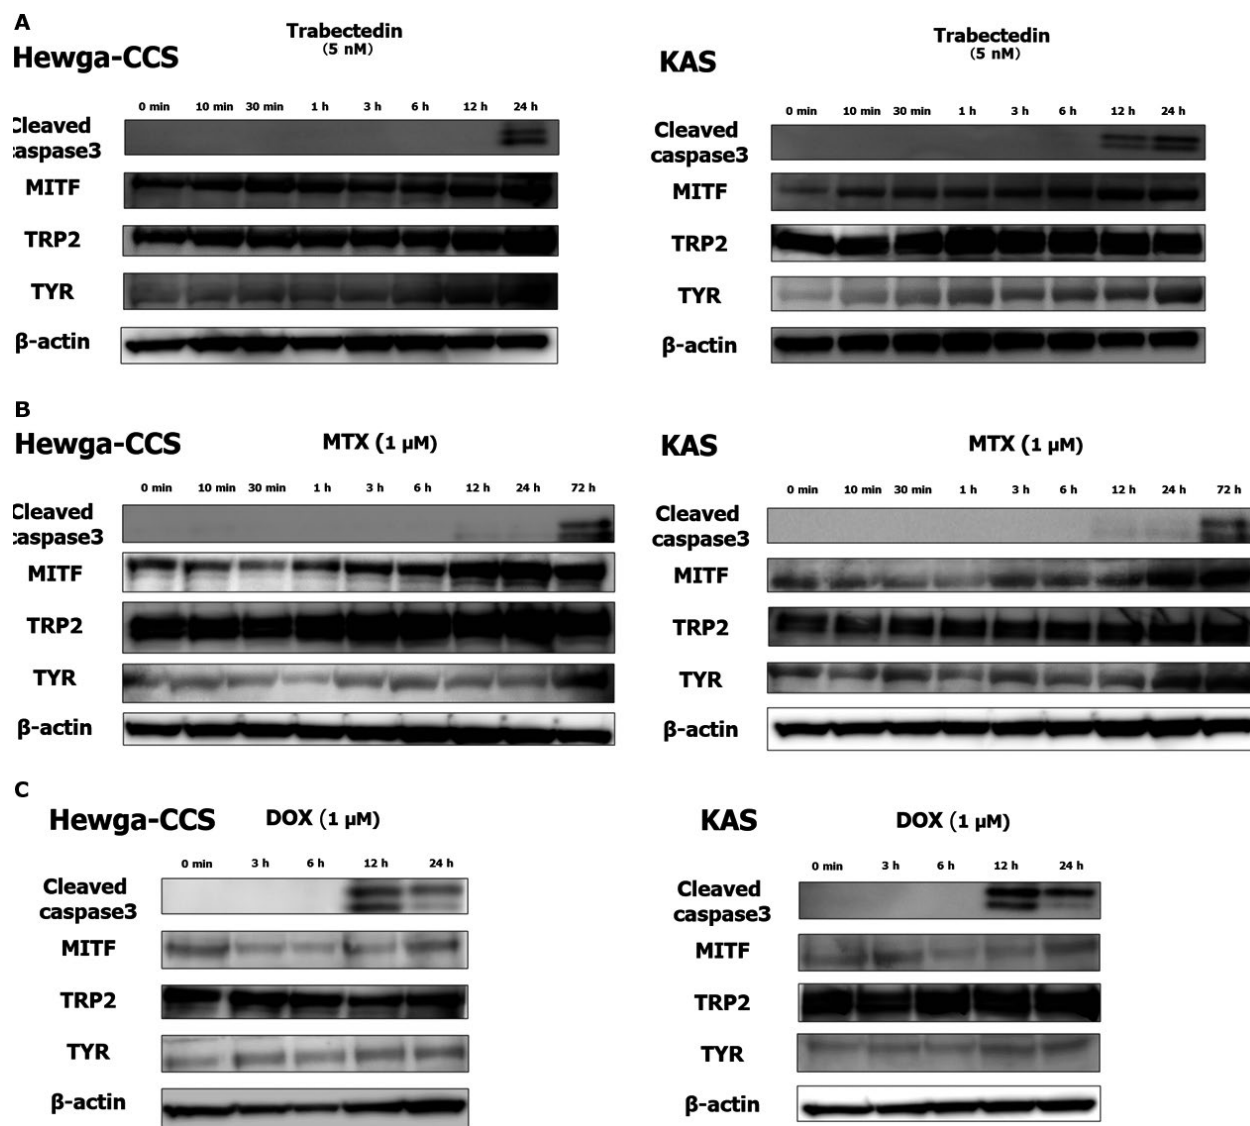 A
Hewga-CCS
Trabectedin
(5 nM)
0 min 10 min 30 min 1 h 3 h 6 h 12 h 24 h
Cleaved
caspase3
MITF
TRP2
TYR
β-actin
KAS
Trabectedin
(5 nM)
0 min 10 min 30 min 1 h 3 h 6 h 12 h 24 h
Cleaved
caspase3
MITF
TRP2
TYR
β-actin
B
Hewga-CCS
MTX (1 μM)
0 min 10 min 30 min 1 h 3 h 6 h 12 h 24 h 72 h
Cleaved
caspase3
MITF
TRP2
TYR
β-actin
KAS
MTX (1 μM)
0 min 10 min 30 min 1 h 3 h 6 h 12 h 24 h 72 h
Cleaved
caspase3
MITF
TRP2
TYR
β-actin
C
Hewga-CCS
DOX (1 μM)
0 min 3 h 6 h 12 h 24 h
Cleaved
caspase3
MITF
TRP2
TYR
β-actin
KAS
DOX (1 μM)
0 min 3 h 6 h 12 h 24 h
Cleaved
caspase3
MITF
TRP2
TYR
β-actin